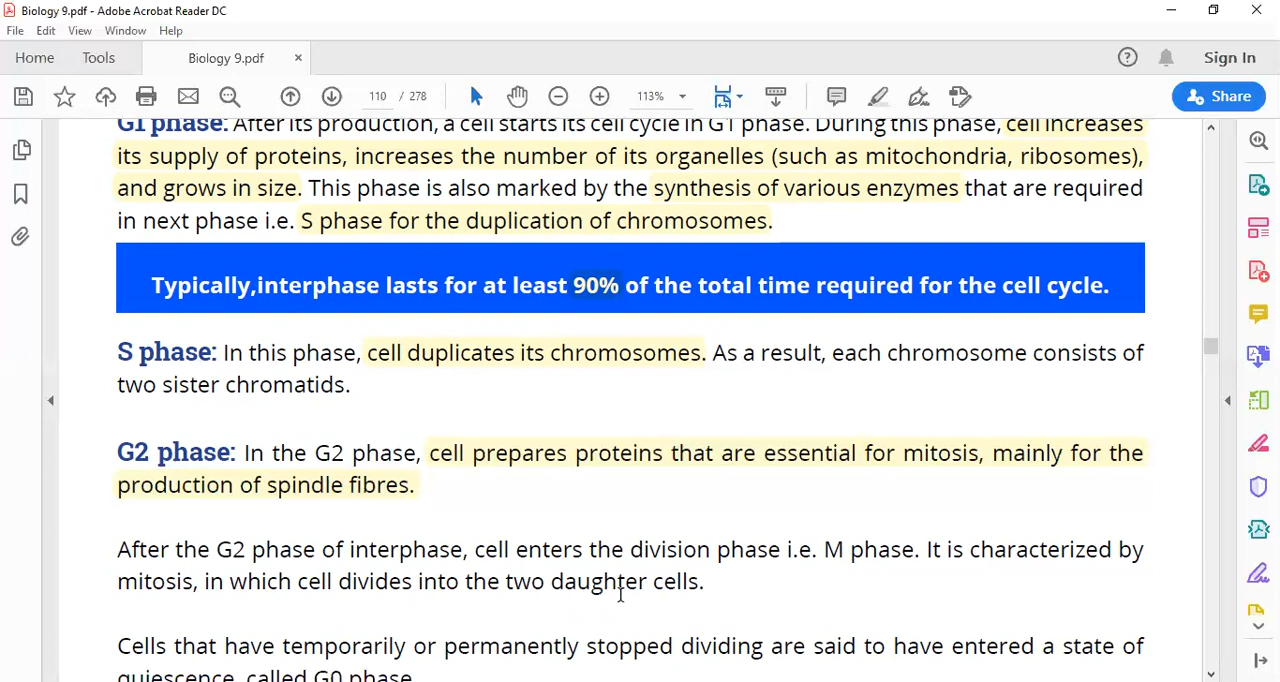 Biology 9.pdf - Adobe Acrobat Reader DC
File Edit View Window Help
Home Tools Biology 9.pdf × Sign In
110 / 278 113% Share
G1 phase: After its production, a cell starts its cell cycle in G1 phase. During this phase, cell increases
its supply of proteins, increases the number of its organelles (such as mitochondria, ribosomes),
and grows in size. This phase is also marked by the synthesis of various enzymes that are required
in next phase i.e. S phase for the duplication of chromosomes.
Typically,interphase lasts for at least 90% of the total time required for the cell cycle.
S phase: In this phase, cell duplicates its chromosomes. As a result, each chromosome consists of
two sister chromatids.
G2 phase: In the G2 phase, cell prepares proteins that are essential for mitosis, mainly for the
production of spindle fibres.
After the G2 phase of interphase, cell enters the division phase i.e. M phase. It is characterized by
mitosis, in which cell divides into the two daughter cells.
Cells that have temporarily or permanently stopped dividing are said to have entered a state of
quiescence, called G0 phase.